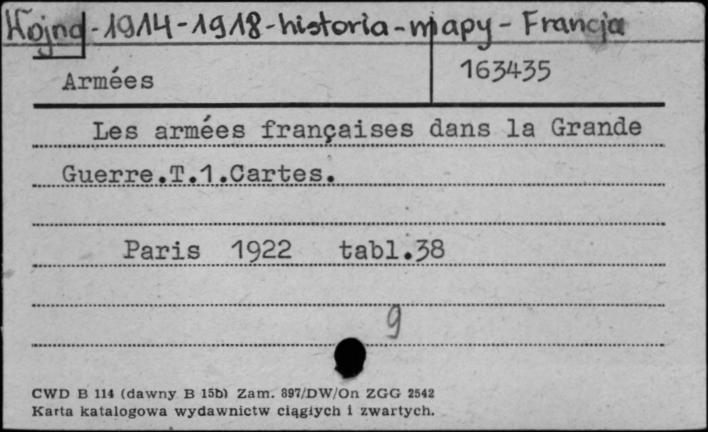 Wojna-1914-1918-historia-mapy-Francja
Armées
163435
Les armées françaises dans la Grande
Guerre.T.1.Cartes.
Paris 1922 tabl.38
9
CWD B 114 (dawny B 15b) Zam. 897/DW/On ZGG 2542
Karta katalogowa wydawnictw ciągłych i zwartych.